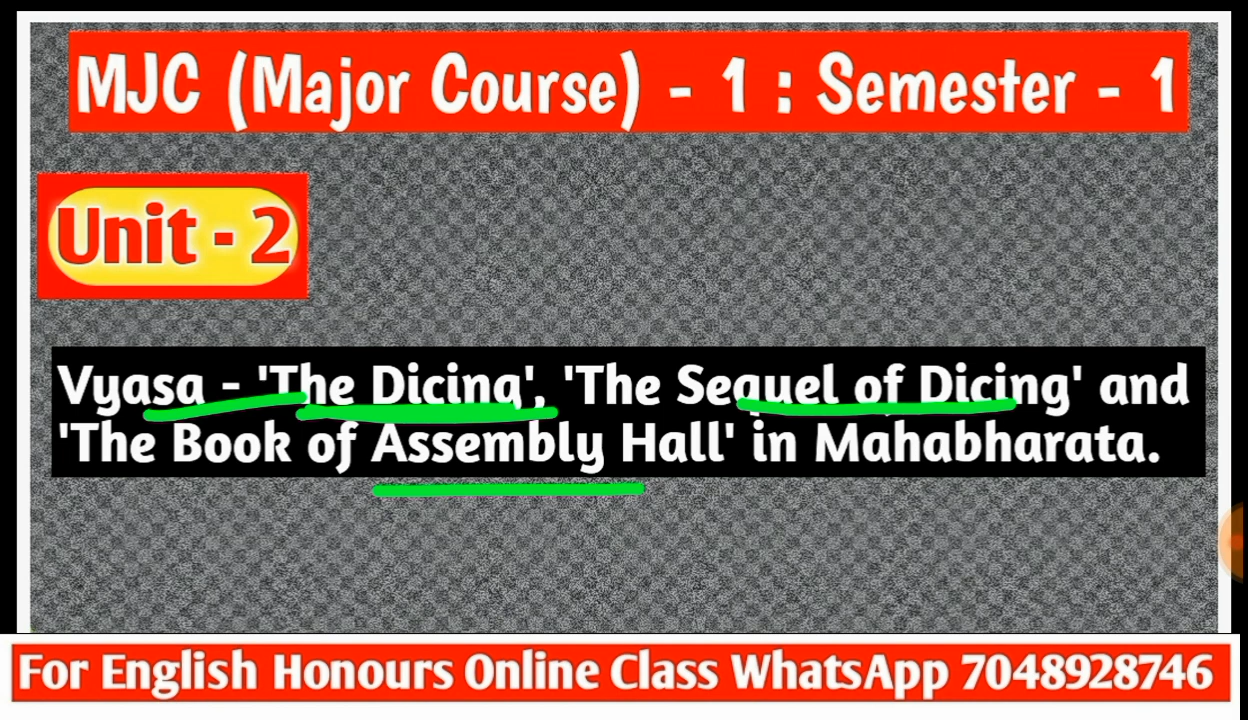 MJC (Major Course) - 1 : Semester - 1
Unit - 2
Vyasa - 'The Dicing', 'The Sequel of Dicing' and
'The Book of Assembly Hall' in Mahabharata.
For English Honours Online Class WhatsApp 7048928746